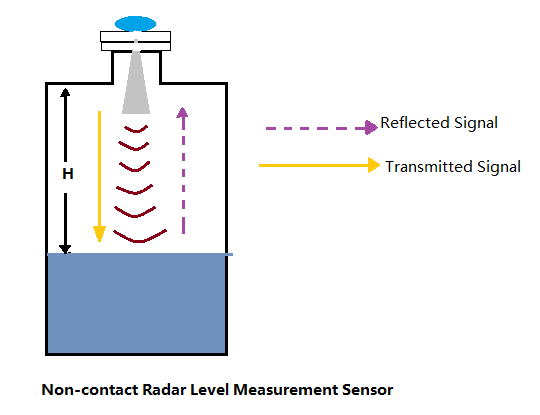 Reflected Signal
Transmitted Signal
H
Non-contact Radar Level Measurement Sensor